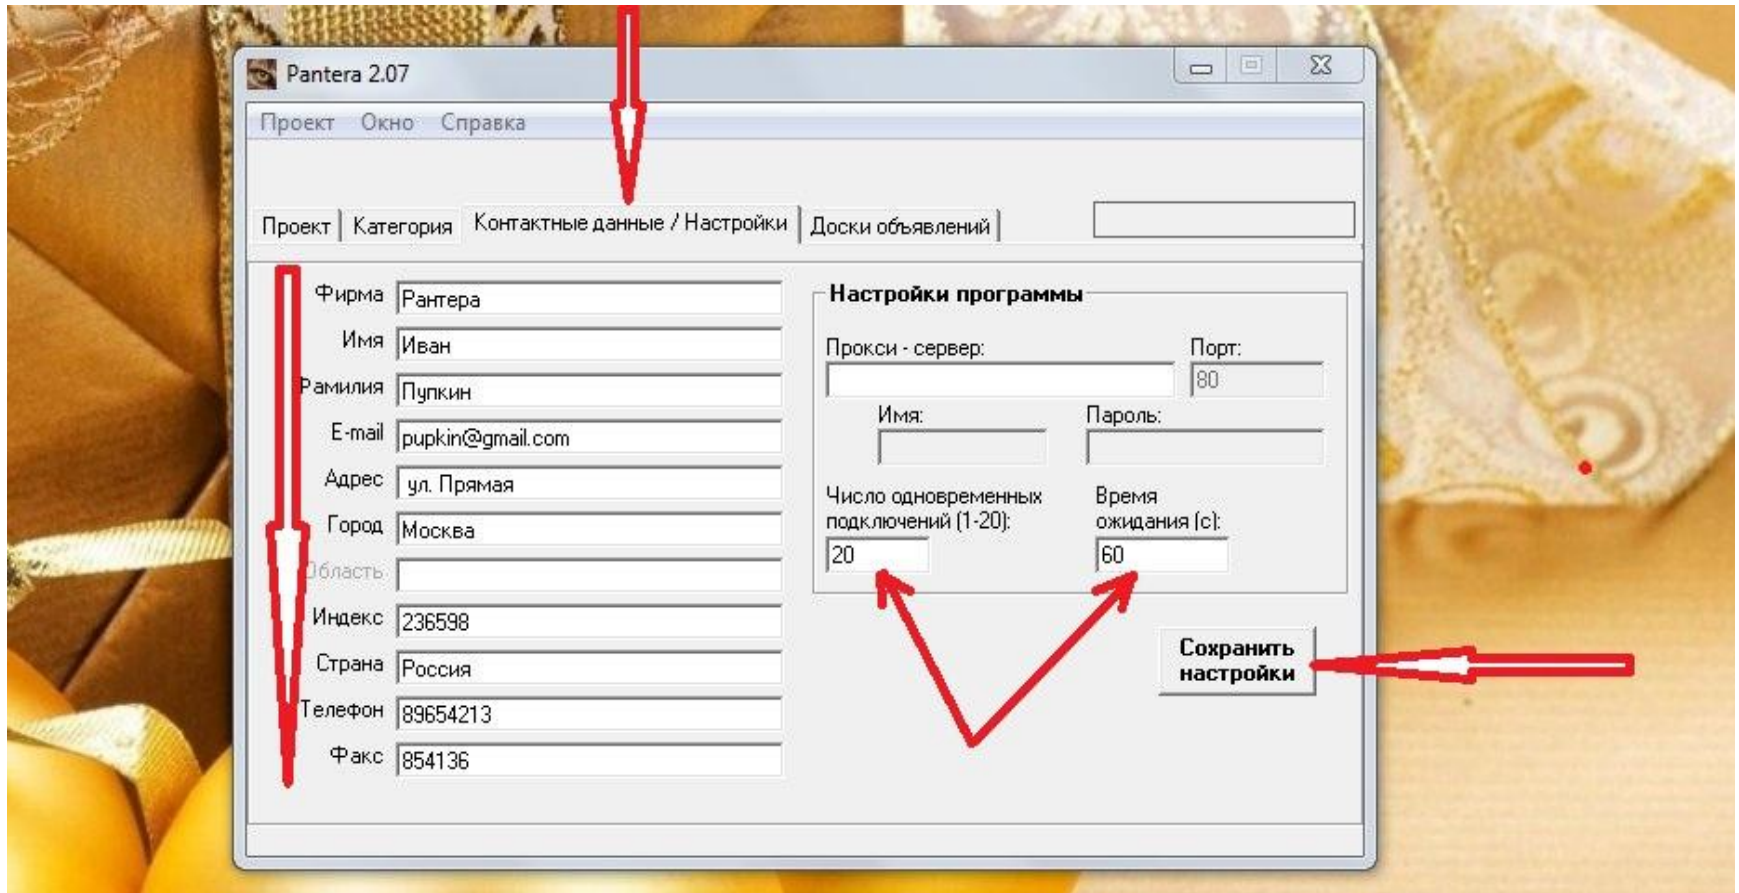 Pantera 2.07
Проект Окно Справка
Проект Категория Контактные данные / Настройки Доски объявлений
Фирма Рантера
Имя Иван
Фамилия Пупкин
E-mail pupkin@gmail.com
Адрес ул. Прямая
Город Москва
Область
Индекс 236598
Страна Россия
Телефон 89654213
Факс 854136
Настройки программы
Прокси - сервер: Порт:
80
Имя: Пароль:
Число одновременных
подключений (1-20):
20
Время
ожидания (с):
60
Сохранить
настройки